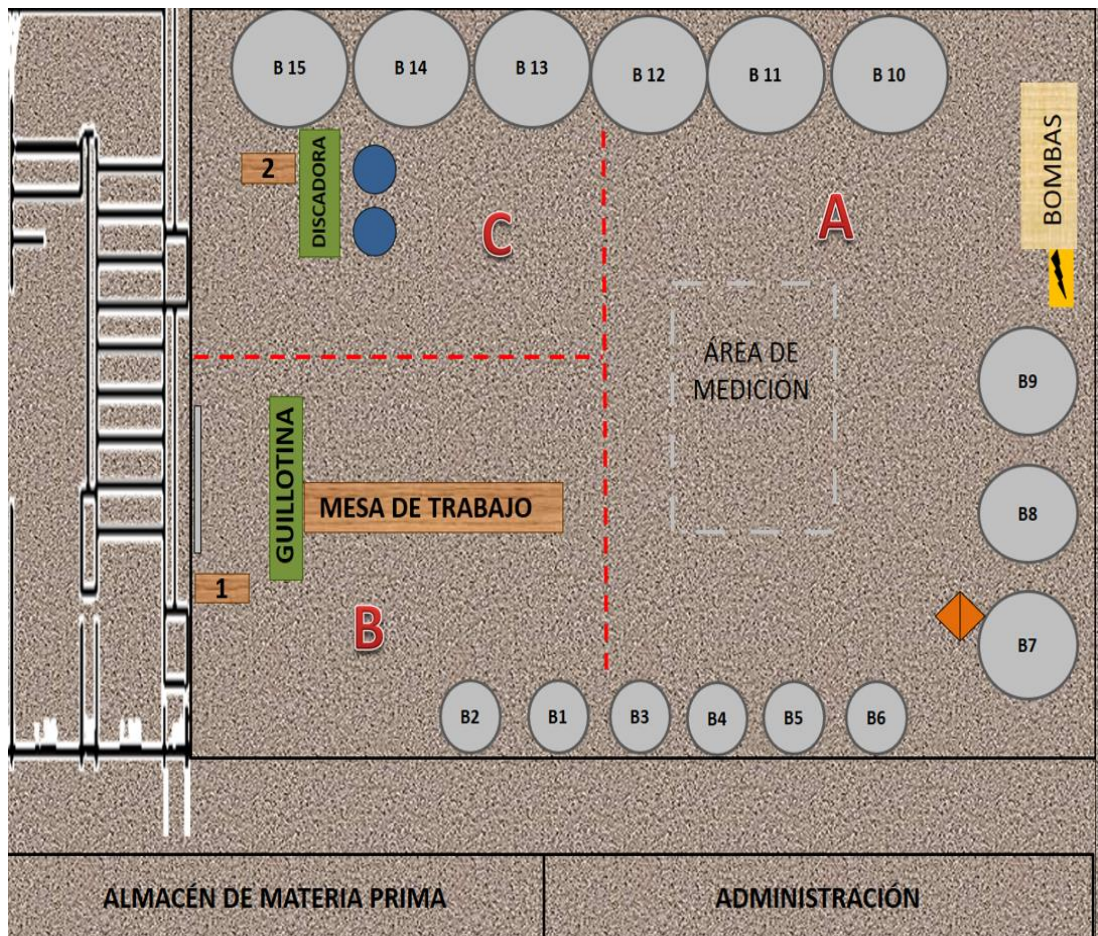 B 15
B 14
B 13
B 12
B 11
B 10
BOMBAS
2
DISCADORA
C
A
ÁREA DE
MEDICIÓN
B9
GUILLOTINA
MESA DE TRABAJO
B8
1
B
B7
B2
B1
B3
B4
B5
B6
ALMACÉN DE MATERIA PRIMA
ADMINISTRACIÓN